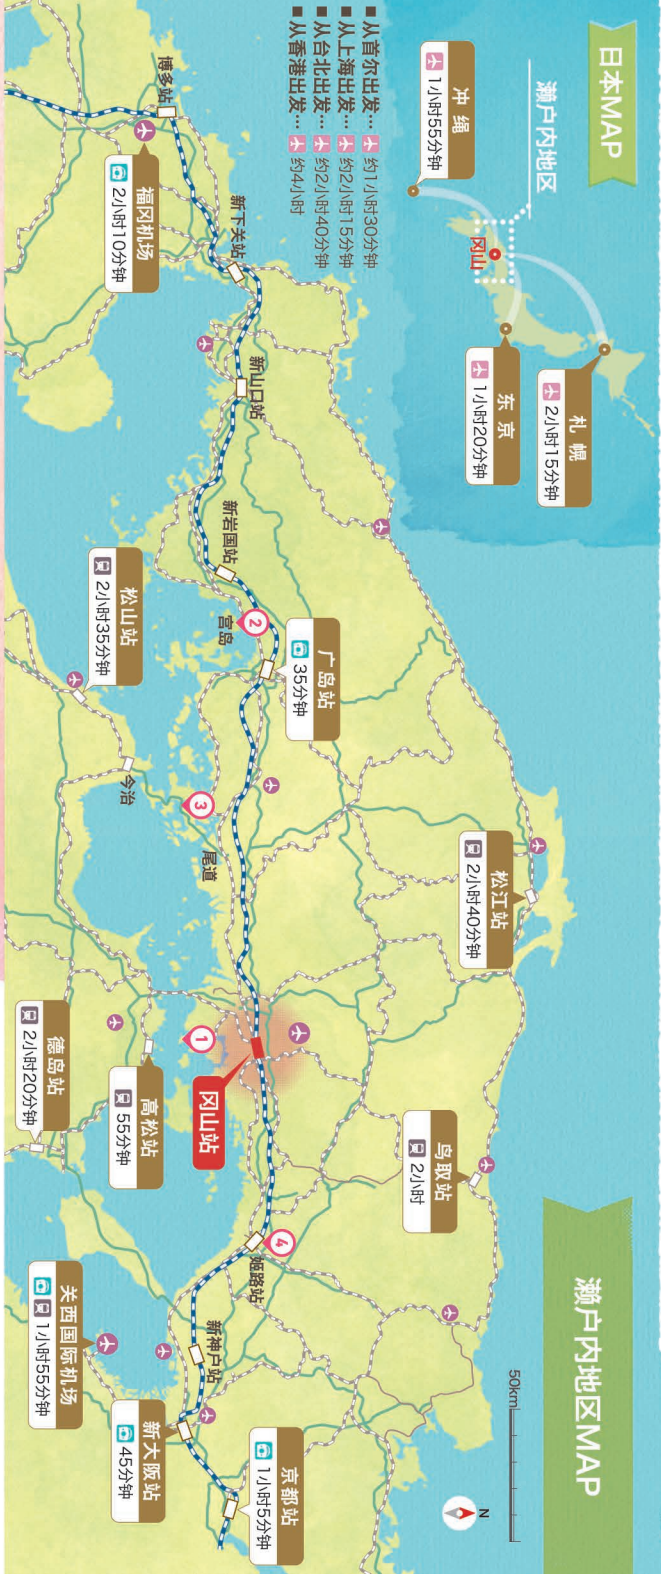 日本MAP
瀬户内地区
冲绳
1小时55分钟
冈山
札幌
2小时15分钟
东京
1小时20分钟
■从首尔出发… 约1小时30分钟
■从上海出发… 约2小时15分钟
■从台北出发… 约2小时40分钟
■从香港出发… 约4小时
瀬户内地区MAP
50km
N
博多站
福冈机场
2小时10分钟
新下关站
新山口站
新岩国站
2
宫岛
广岛站
35分钟
松山站
2小时35分钟
今治
3
尾道
松江站
2小时40分钟
1
冈山站
高松站
55分钟
德岛站
2小时20分钟
鸟取站
2小时
4
姬路站
新神户站
关西国际机场
1小时55分钟
新大阪站
45分钟
京都站
1小时5分钟